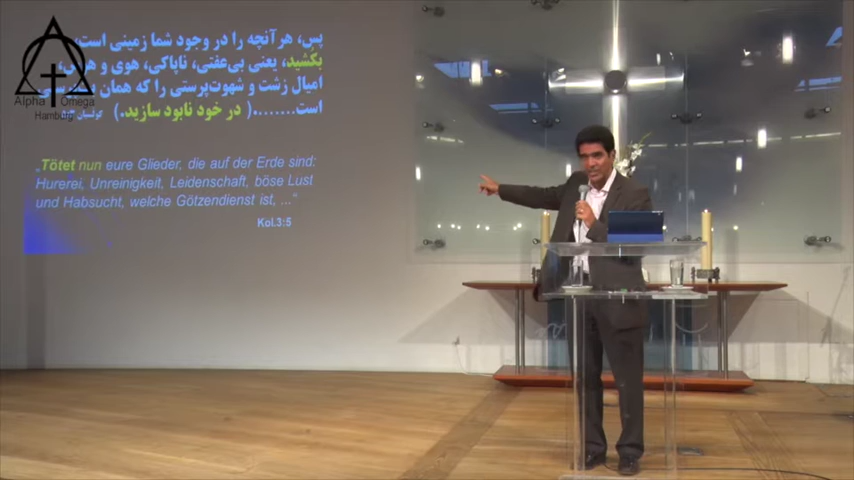 پس، هرآنچه را در وجود شما زمینی است،
بکُشید، یعنی بی‌عفتی، ناپاکی، هوی و
امیال زشت و شهوت‌پرستی را که همان
است........( در خود نابود سازید.)
Alpha Omega
Hamburg
„Tötet nun eure Glieder, die auf der Erde sind:
Hurerei, Unreinigkeit, Leidenschaft, böse Lust
und Habsucht, welche Götzendienst ist, ...“
Kol.3:5